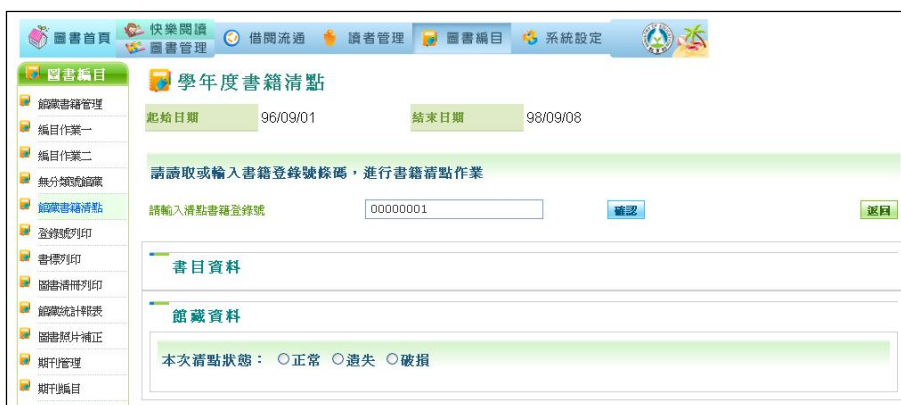 圖書首頁
快樂閱讀
圖書管理
借閱流通
讀者管理
圖書編目
系統設定
圖書編目
館藏書籍管理
編目作業一
編目作業二
無分類號館藏
館藏書籍清點
登錄號列印
書標列印
圖書清冊列印
館藏統計報表
圖書照片補正
期刊管理
期刊編目
學年度書籍清點
起始日期 96/09/01 結束日期 98/09/08
請讀取或輸入書籍登錄號條碼，進行書籍清點作業
請輸入清點書籍登錄號 00000001 確認 返回
書目資料
館藏資料
本次清點狀態： ○正常 ○遺失 ○破損